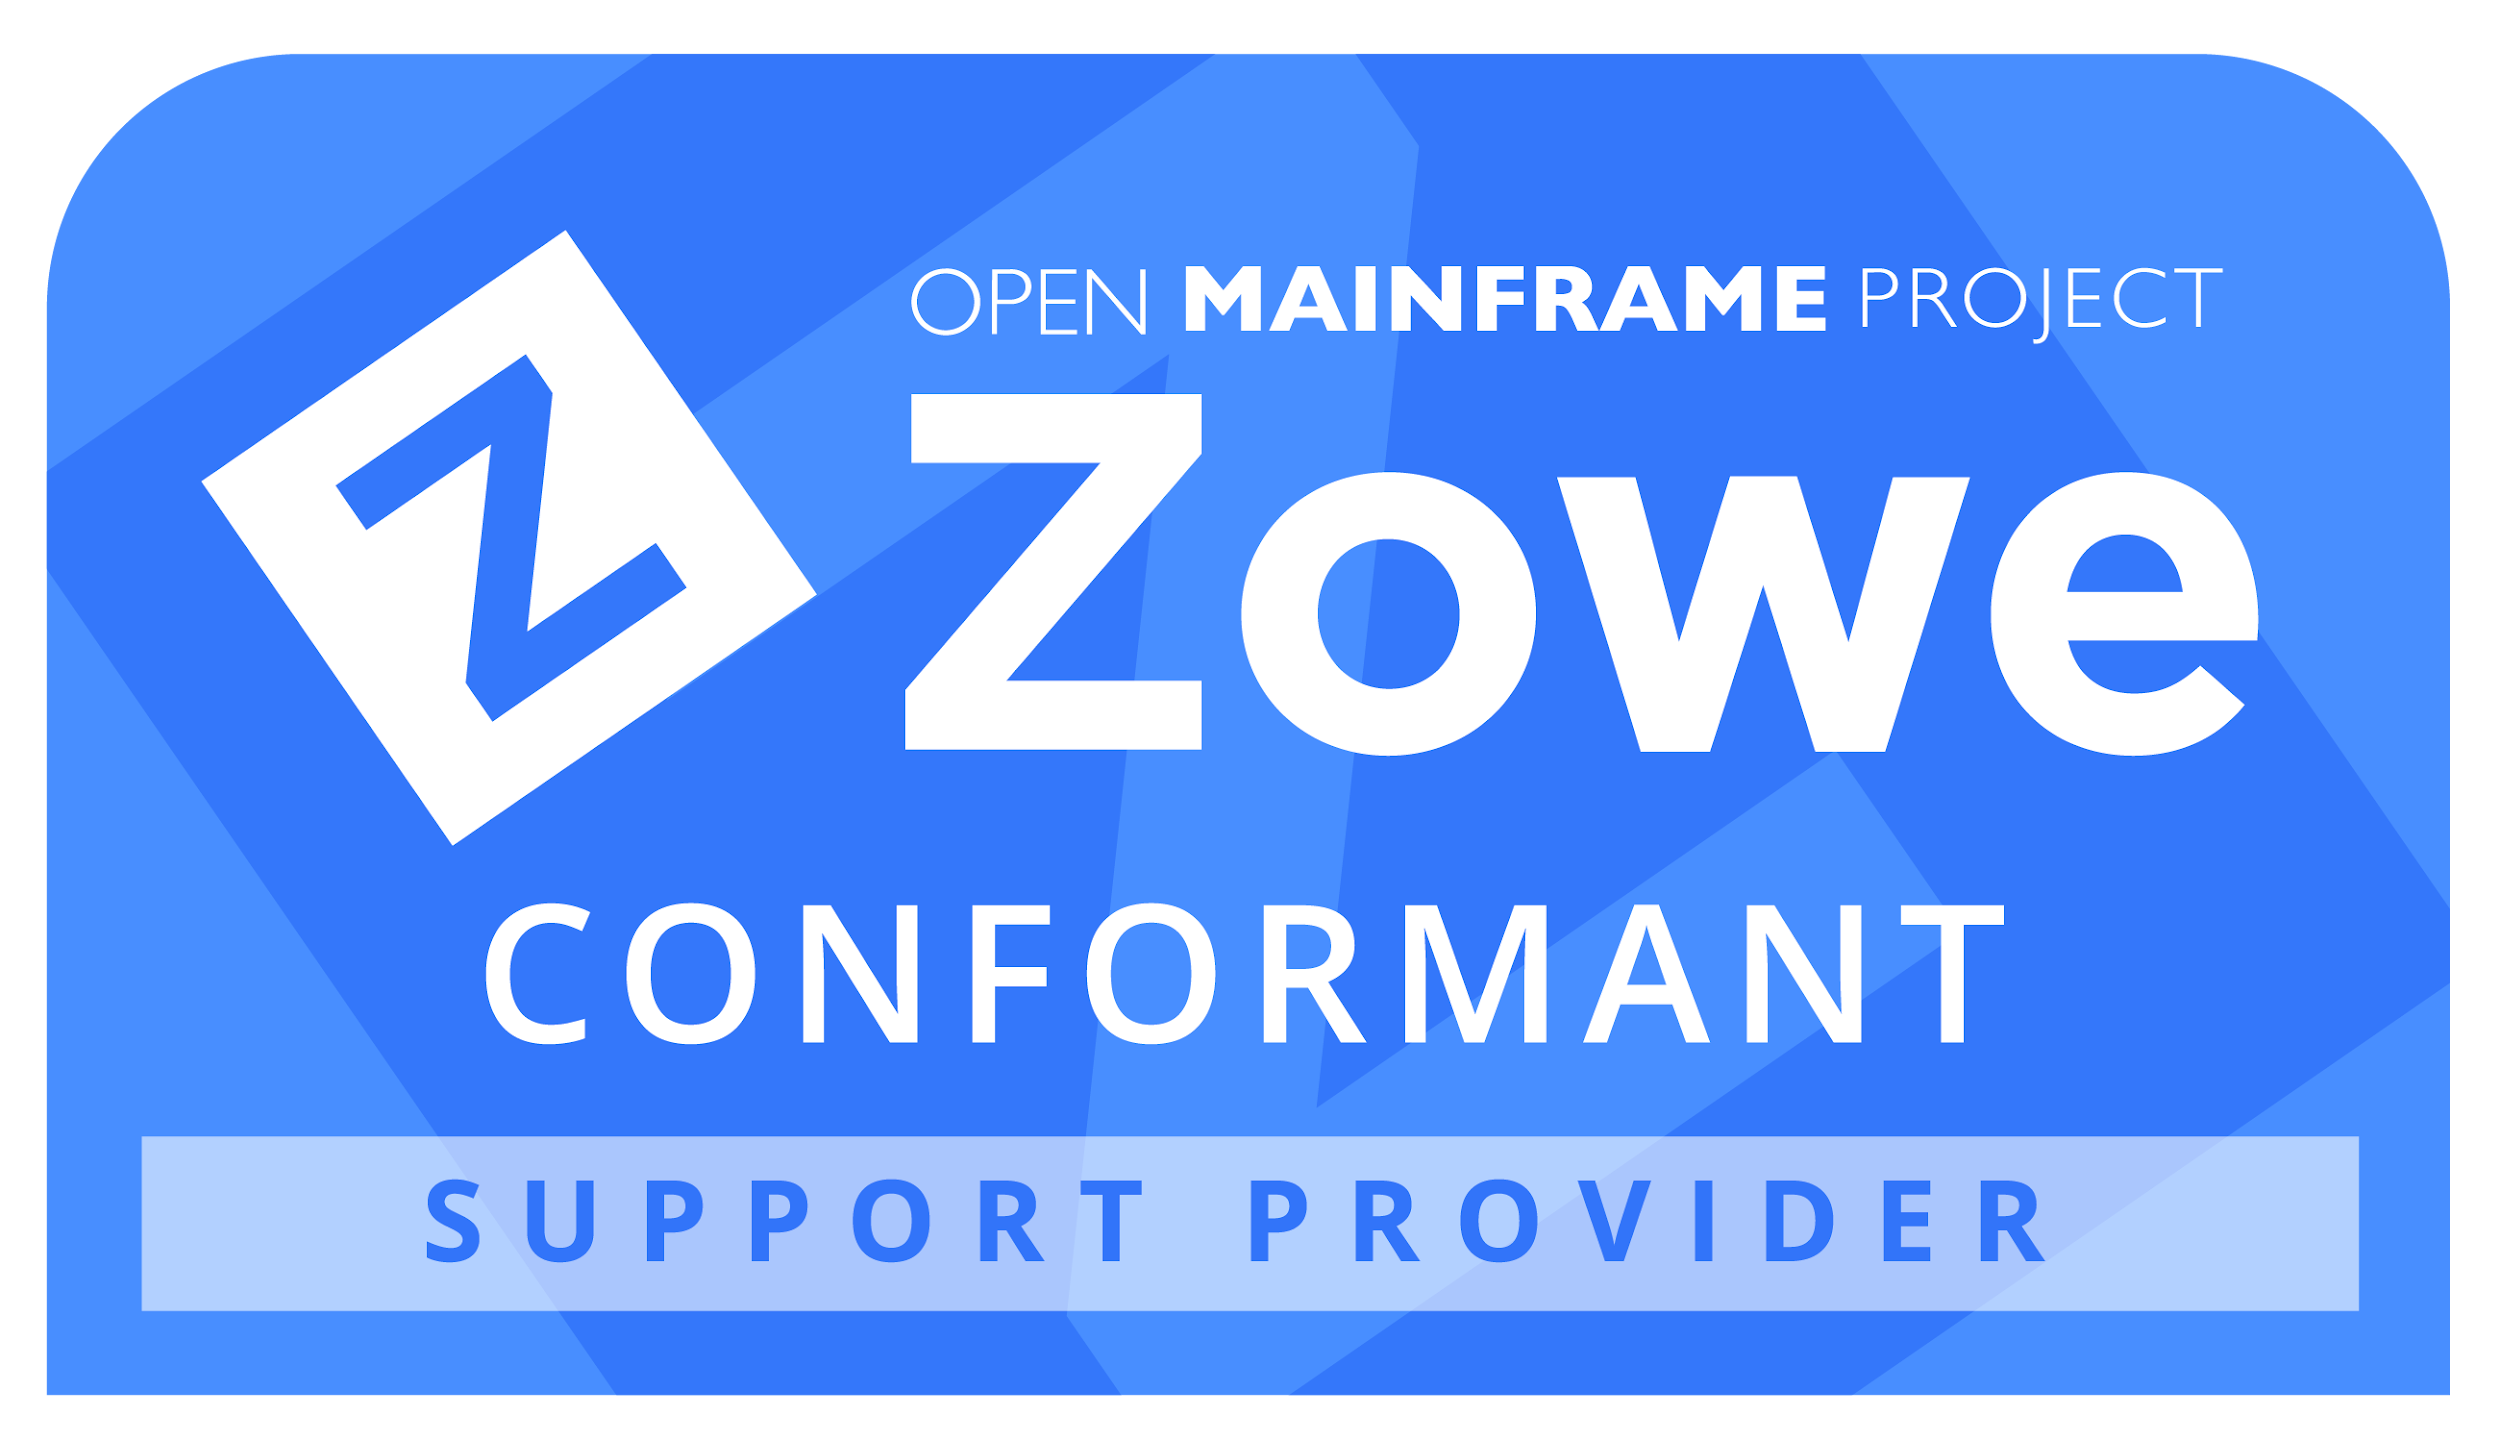 OPEN MAINFRAME PROJECT
Z
Zowe
CONFORMANT
SUPPORT PROVIDER